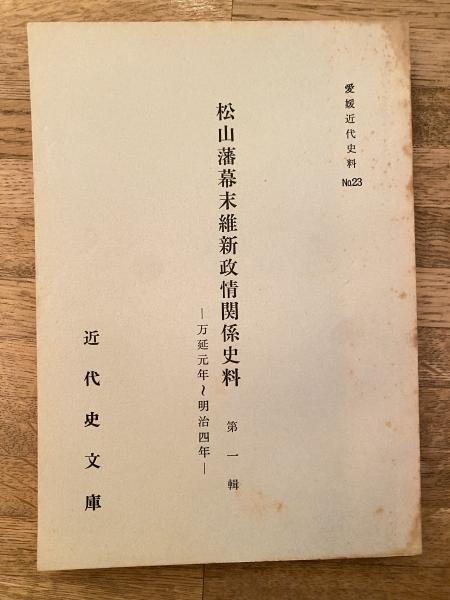 愛媛近代史料 No.23
松山藩幕末維新政情関係史料 第一輯
―万延元年~明治四年―
近代史文庫